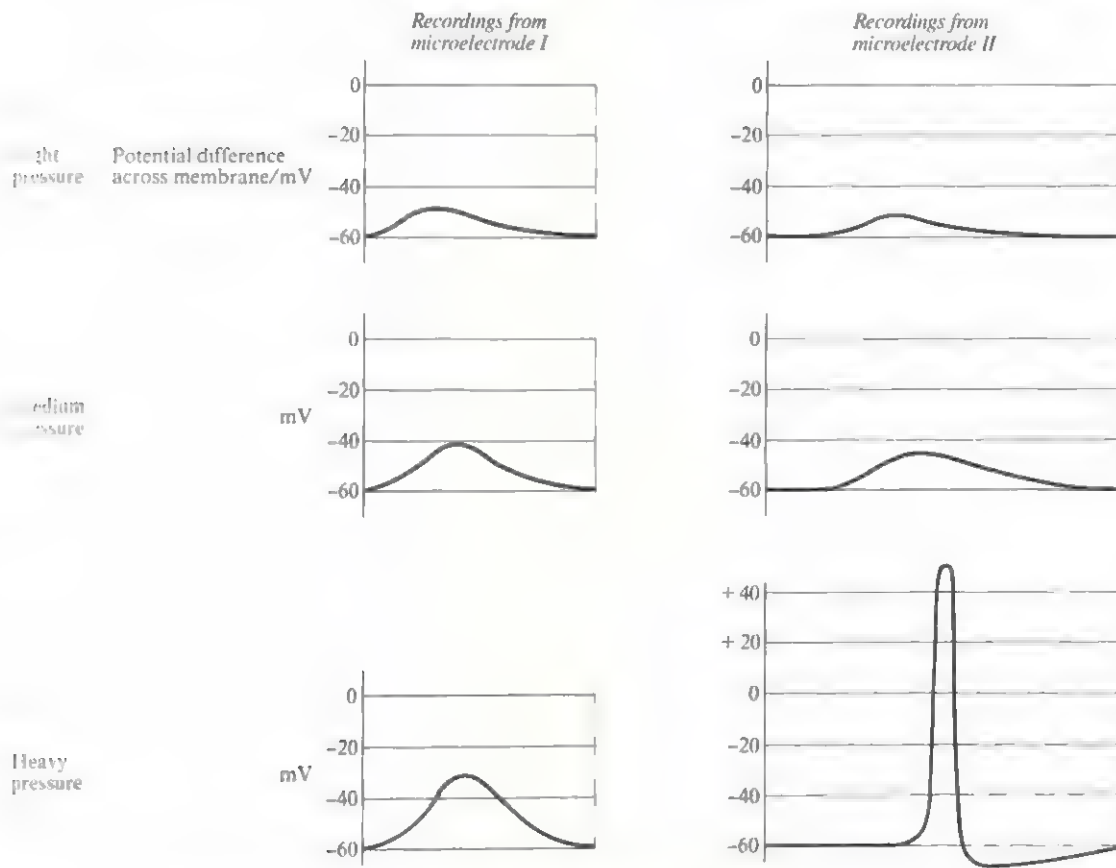 Recordings from
microelectrode I
Recordings from
microelectrode II
0
−20
−40
−60
0
−20
−40
−60
pressure
Potential difference
across membrane/mV
0
−20
−40
−60
0
−20
−40
−60
mV
+ 40
+ 20
0
−20
−40
−60
0
−20
−40
−60
Heavy
pressure
mV